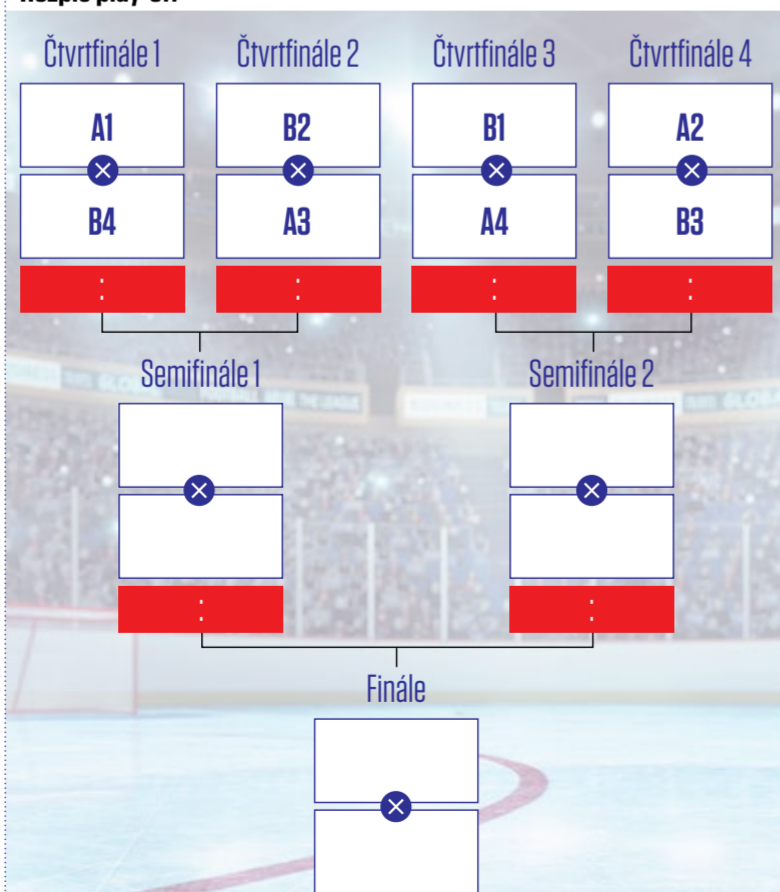 Čtvrtfinále 1 Čtvrtfinále 2 Čtvrtfinále 3 Čtvrtfinále 4
A1 B2 B1 A2
B4 A3 A4 B3
: : : :
Semifinále 1 Semifinále 2
: :
Finále